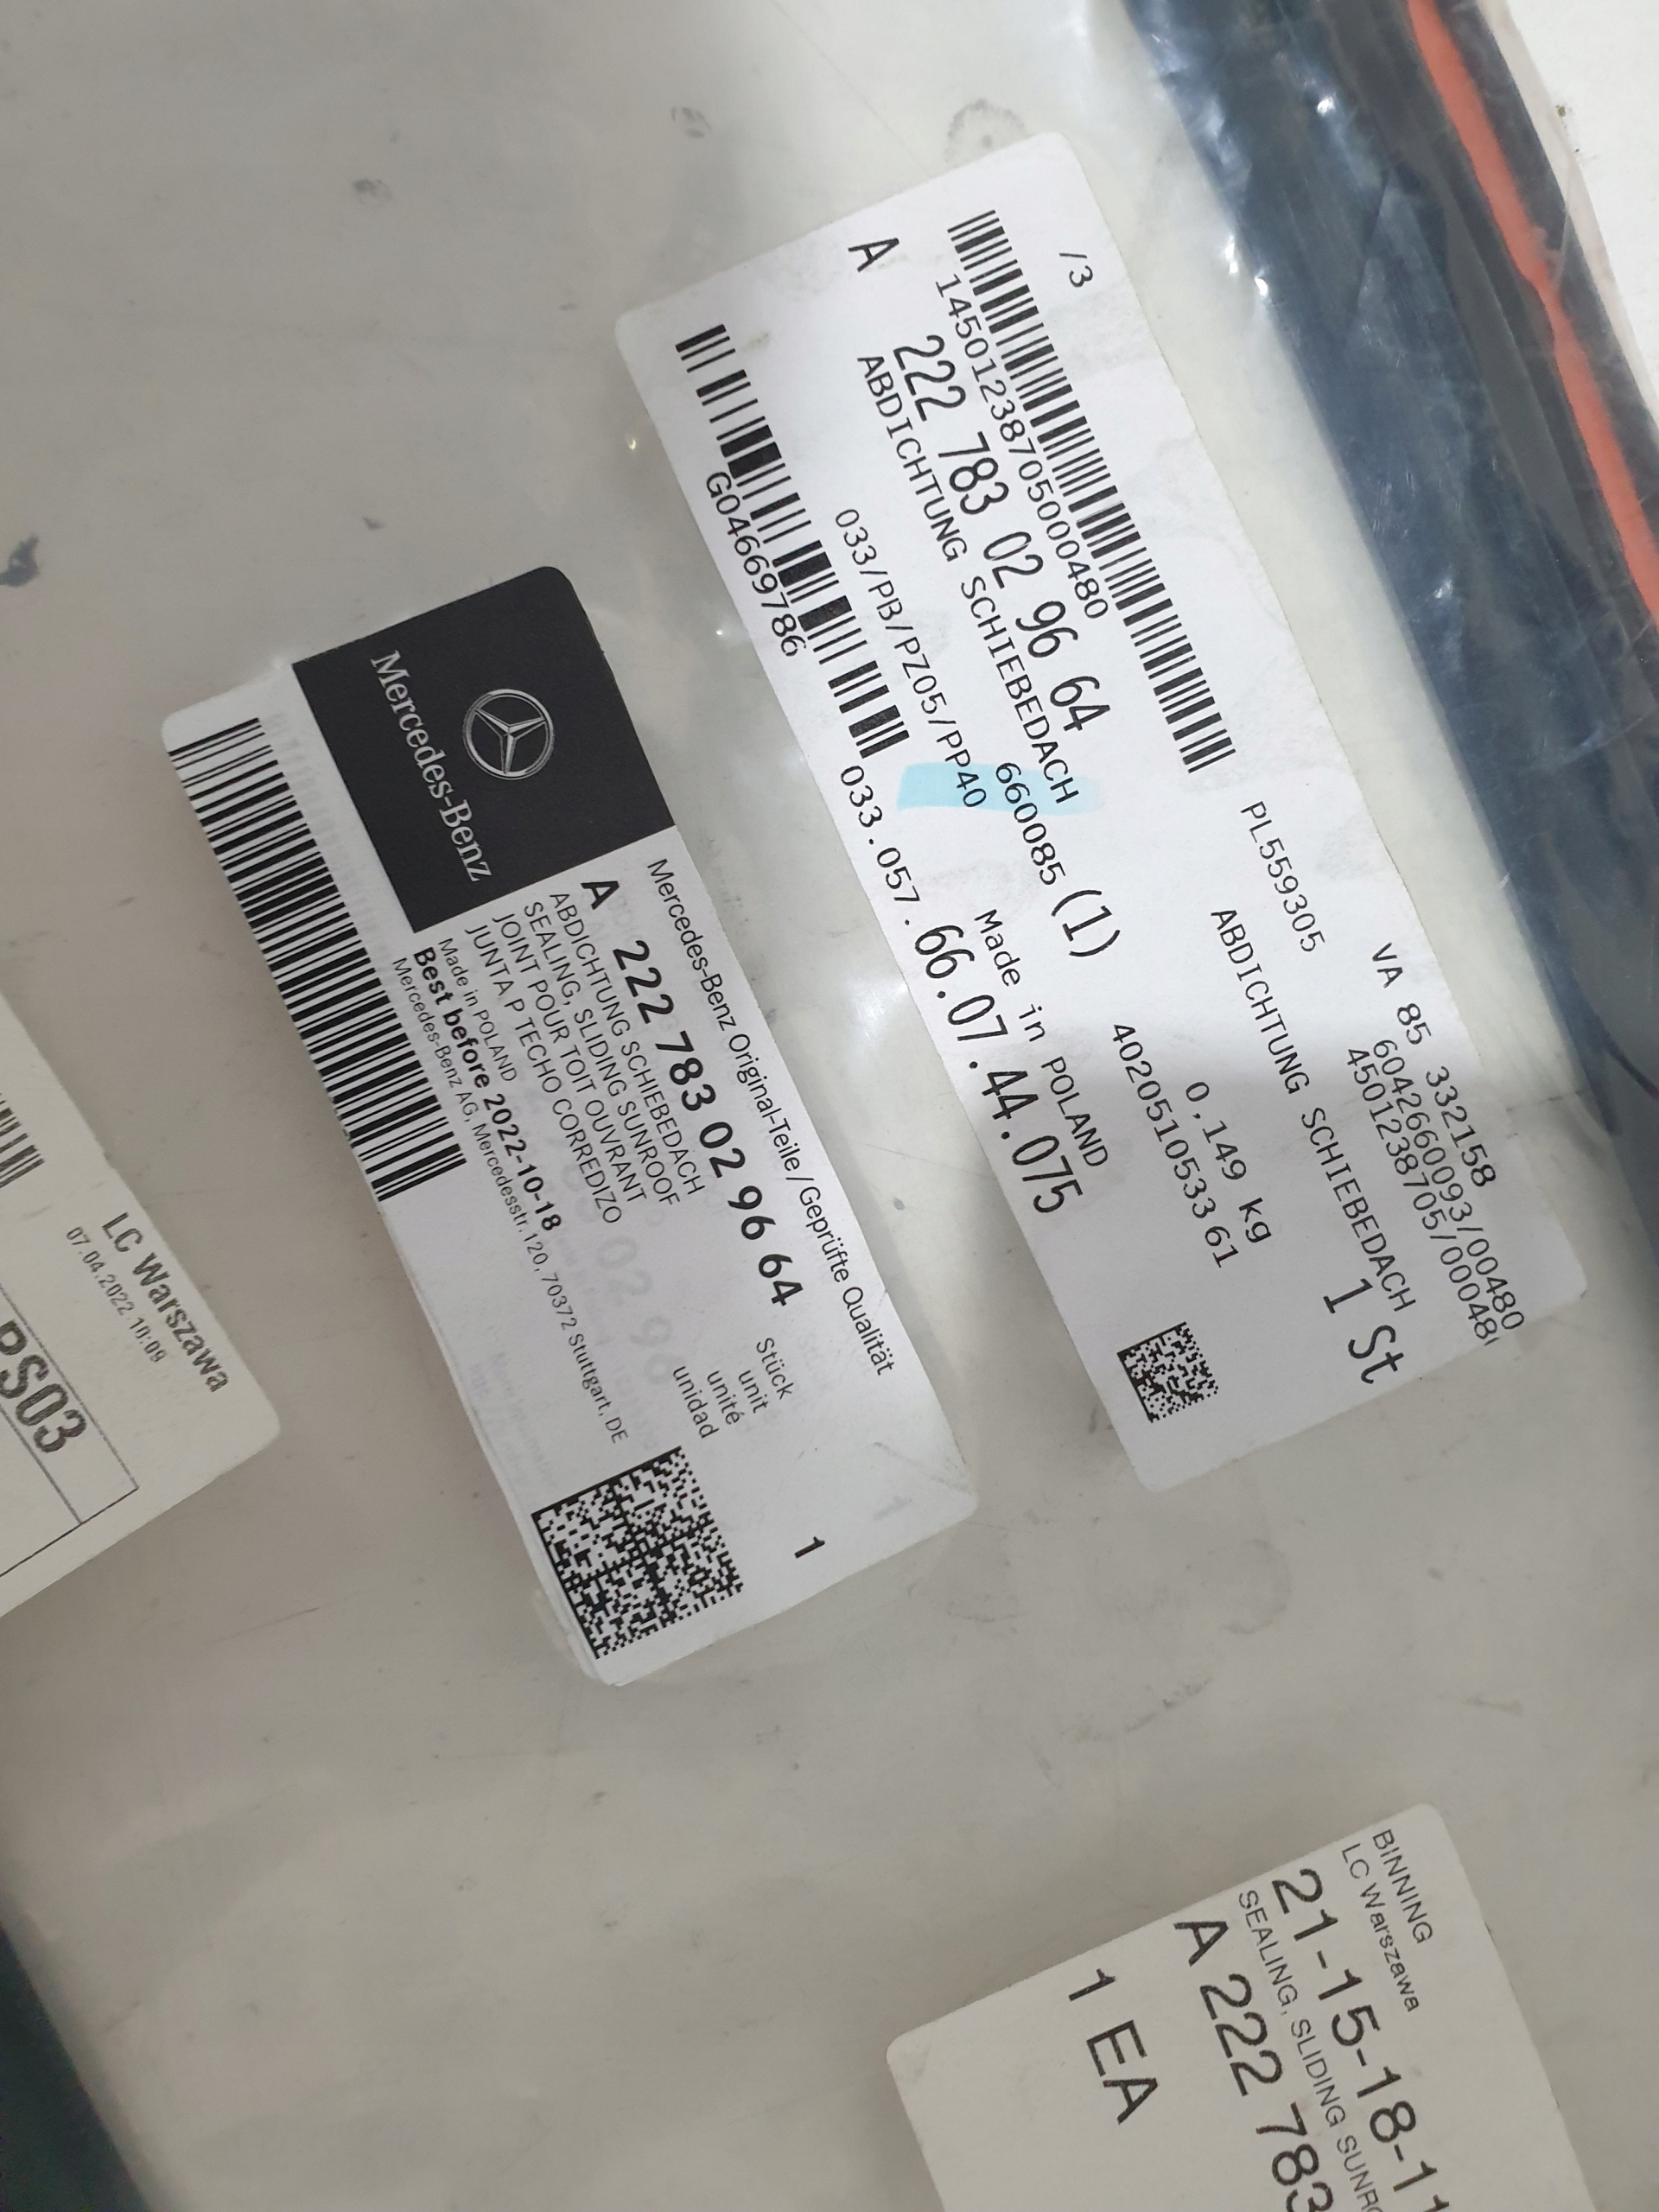 /3
14501238705000480
A 222 783 02 96 64
ABDICHTUNG SCHIEBEDACH
660085 (1)
033/PB/PZ05/PP40
G04669786
033.057.66.07.44.075
Made in POLAND
PL559305
VA 85 332158
6042660093/00480
4501238705/00048
ABDICHTUNG SCHIEBEDACH
1 St
0,149 kg
4020510533 61
Mercedes-Benz
Mercedes-Benz Original-Teile / Geprüfte Qualität
A 222 783 02 96 64
ABDICHTUNG SCHIEBEDACH
SEALING, SLIDING SUNROOF
JOINT POUR TOIT OUVRANT
JUNTA P TECHO CORREDIZO
Made in POLAND
Best before 2022-10-18
Mercedes-Benz AG, Mercedesstr. 120, 70372 Stuttgart, DE
Stück
unit
unité
unidad
1
LC Warszawa
07.04.2022 10:09
PS03
BINNING
LC Warszawa
21-15-18-1
SEALING, SLIDING
A 222 783
1 EA